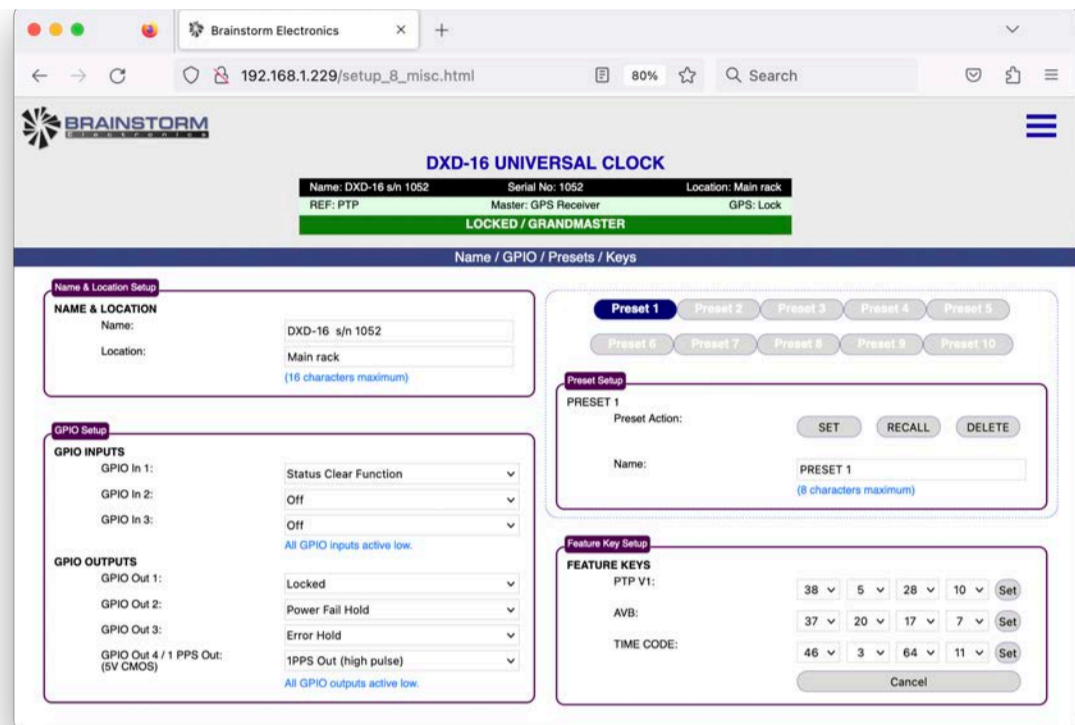 Brainstorm Electronics
192.168.1.229/setup_8_misc.html
80%
Search
BRAINSTORM
Electronics
DXD-16 UNIVERSAL CLOCK
Name: DXD-16 s/n 1052 Serial No: 1052 Location: Main rack
REF: PTP Master: GPS Receiver GPS: Lock
LOCKED / GRANDMASTER
Name / GPIO / Presets / Keys
Name & Location Setup
NAME & LOCATION
Name: DXD-16 s/n 1052
Location: Main rack
(16 characters maximum)
GPIO Setup
GPIO INPUTS
GPIO In 1: Status Clear Function
GPIO In 2: Off
GPIO In 3: Off
All GPIO inputs active low.
GPIO OUTPUTS
GPIO Out 1: Locked
GPIO Out 2: Power Fail Hold
GPIO Out 3: Error Hold
GPIO Out 4 / 1 PPS Out: 1PPS Out (high pulse)
(5V CMOS)
All GPIO outputs active low.
Preset 1 Preset 2 Preset 3 Preset 4 Preset 5
Preset 6 Preset 7 Preset 8 Preset 9 Preset 10
Preset Setup
PRESET 1
Preset Action: SET RECALL DELETE
Name: PRESET 1
(8 characters maximum)
Feature Key Setup
FEATURE KEYS
PTP V1: 38 5 28 10 Set
AVB: 37 20 17 7 Set
TIME CODE: 46 3 64 11 Set
Cancel